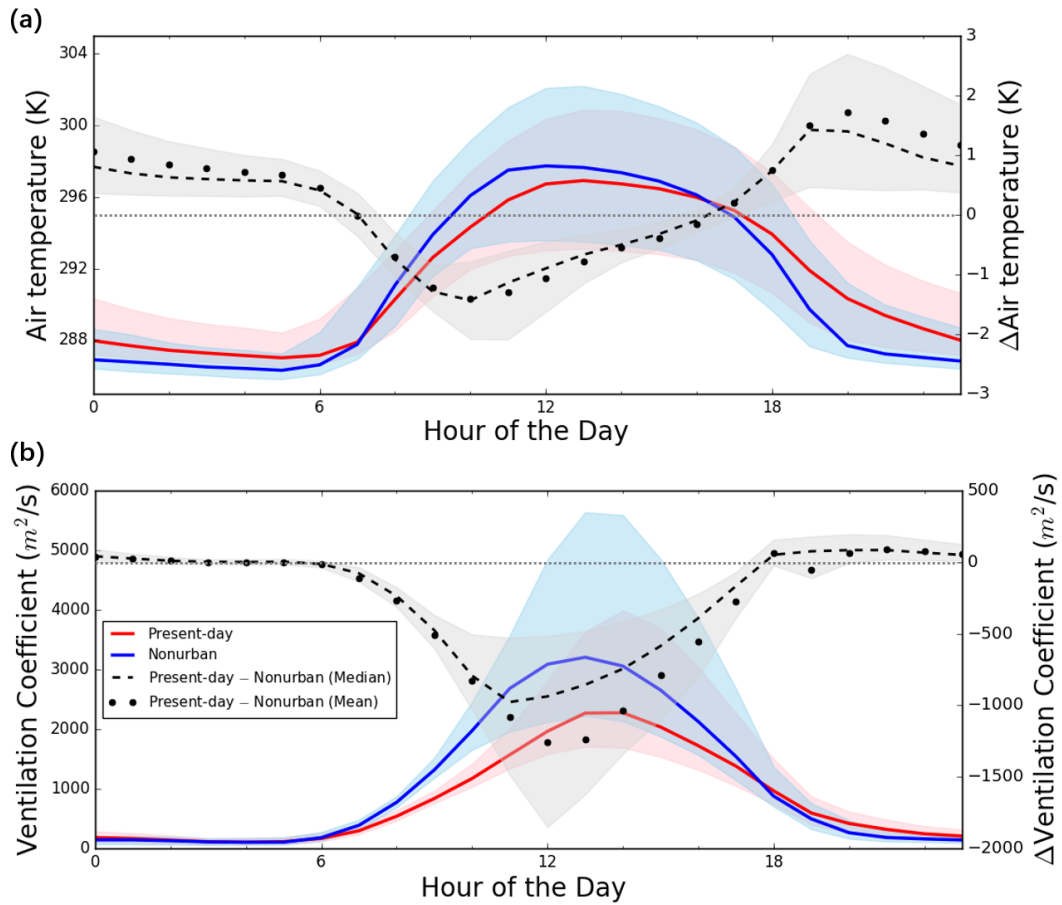 (a)
304
300
296
292
288
Air temperature (K)
3
2
1
0
−1
−2
−3
ΔAir temperature (K)
0
6
12
18
Hour of the Day
(b)
6000
5000
4000
3000
2000
1000
0
Ventilation Coefficient (m²/s)
Present-day
Nonurban
Present-day − Nonurban (Median)
Present-day − Nonurban (Mean)
500
0
−500
−1000
−1500
−2000
ΔVentilation Coefficient (m²/s)
0
6
12
18
Hour of the Day